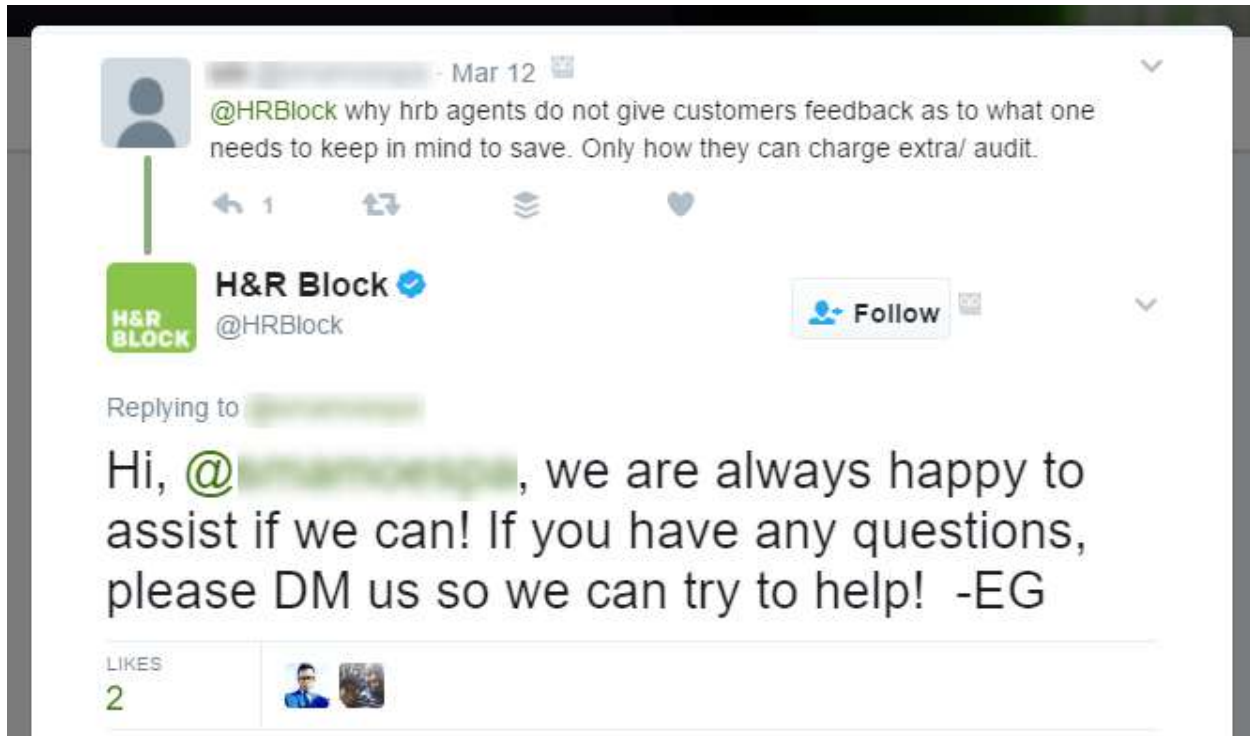 · Mar 12
@HRBlock why hrb agents do not give customers feedback as to what one
needs to keep in mind to save. Only how they can charge extra/ audit.
1
H&R
BLOCK
H&R Block
@HRBlock
Follow
Replying to
Hi, @, we are always happy to
assist if we can! If you have any questions,
please DM us so we can try to help! -EG
LIKES
2